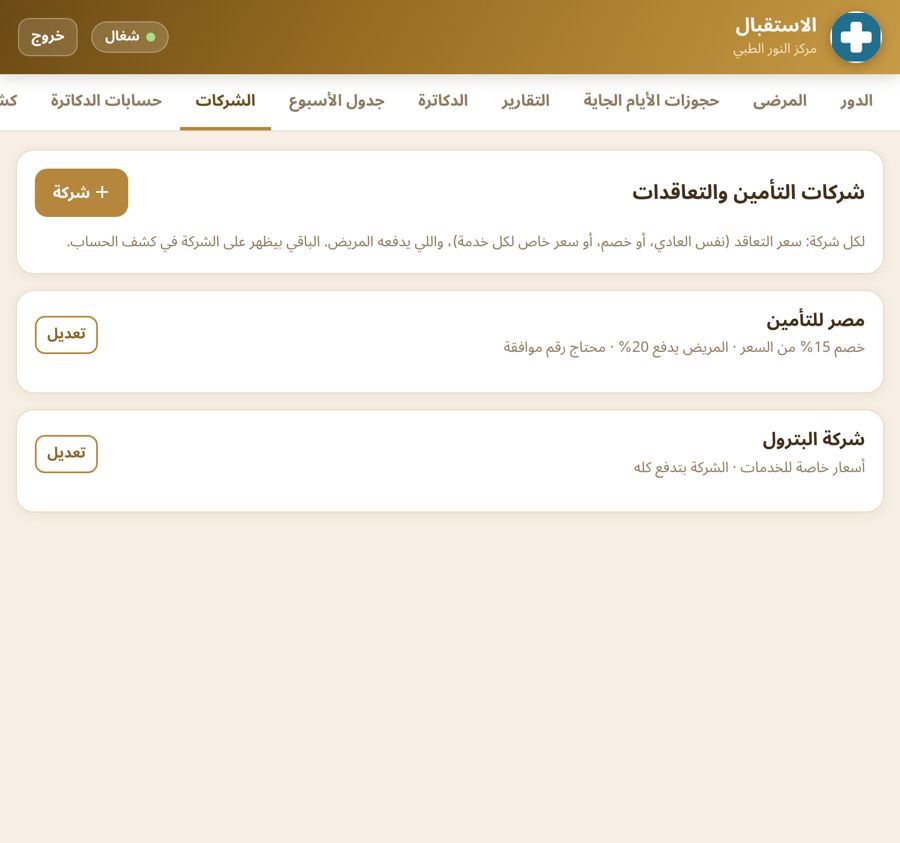 الاستقبال
مركز النور الطبي
شغال
خروج
الدور
المرضى
حجوزات الأيام الجاية
التقارير
الدكاترة
جدول الأسبوع
الشركات
حسابات الدكاترة
شركات التأمين والتعاقدات
+ شركة
لكل شركة: سعر التعاقد (نفس العادي، أو خصم، أو سعر خاص لكل خدمة)، واللي يدفعه المريض. الباقي بيظهر على الشركة في كشف الحساب.
مصر للتأمين
خصم 15% من السعر · المريض يدفع 20% · محتاج رقم موافقة
تعديل
شركة البترول
أسعار خاصة للخدمات · الشركة بتدفع كله
تعديل